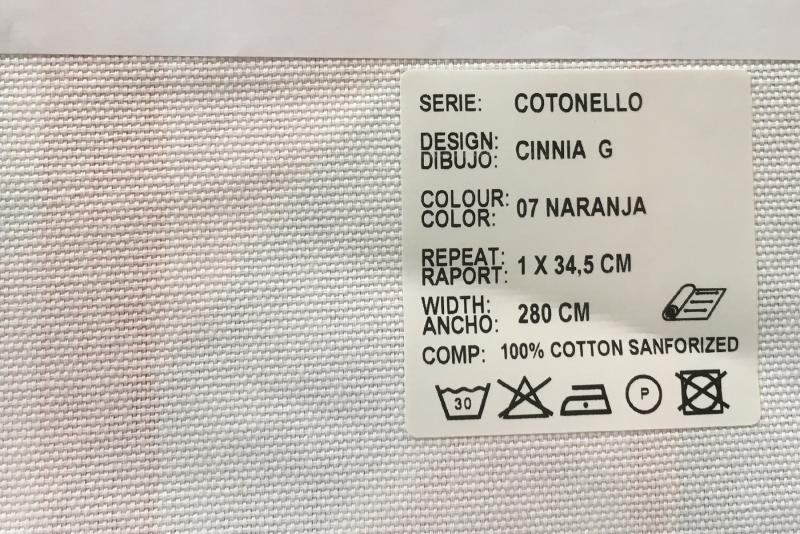 SERIE: COTONELLO
DESIGN:
DIBUJO: CINNIA G
COLOUR:
COLOR: 07 NARANJA
REPEAT:
RAPORT: 1 X 34,5 CM
WIDTH:
ANCHO: 280 CM
COMP: 100% COTTON SANFORIZED
30 P